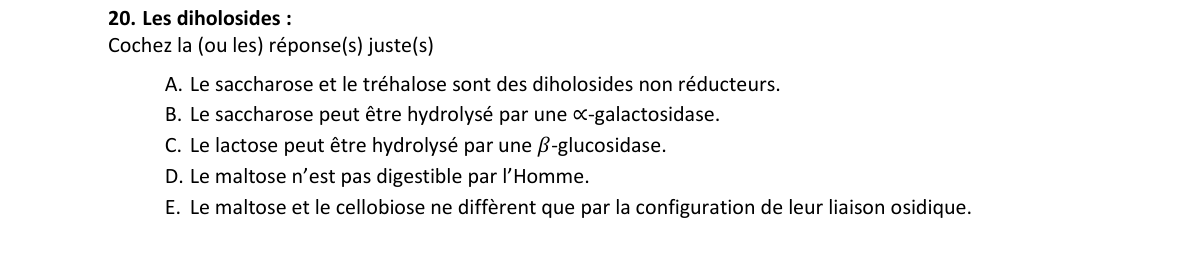 20. Les diholosides :
Cochez la (ou les) réponse(s) juste(s)
A. Le saccharose et le tréhalose sont des diholosides non réducteurs.
B. Le saccharose peut être hydrolysé par une ∝-galactosidase.
C. Le lactose peut être hydrolysé par une β-glucosidase.
D. Le maltose n’est pas digestible par l’Homme.
E. Le maltose et le cellobiose ne diffèrent que par la configuration de leur liaison osidique.